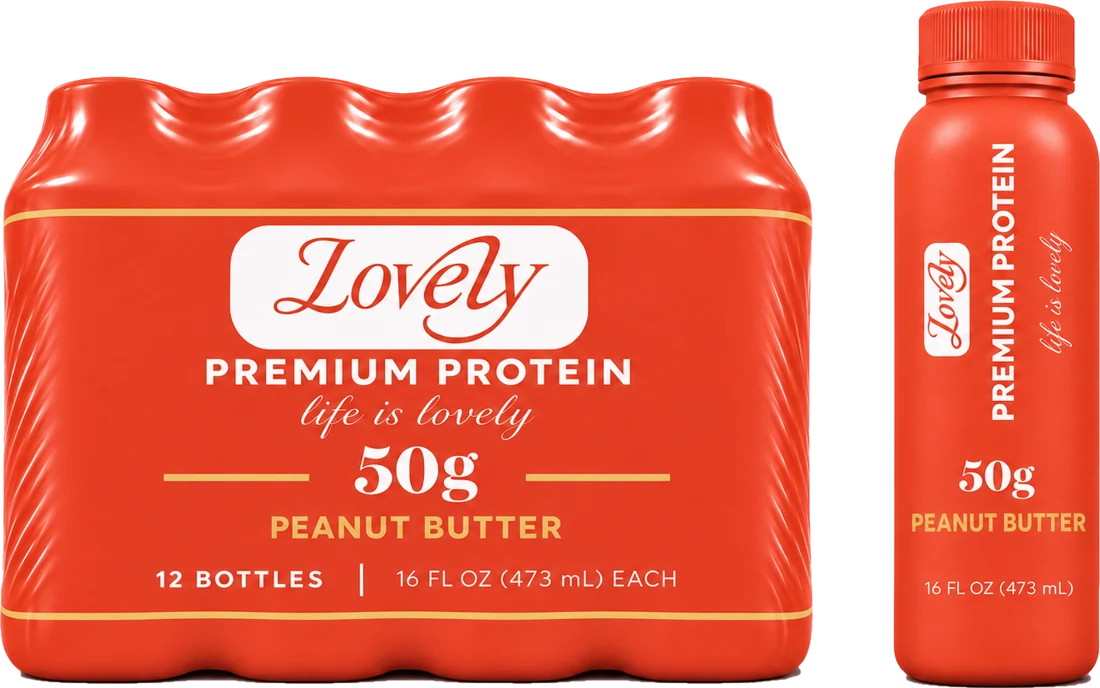 Lovely
PREMIUM PROTEIN
life is lovely
50g
PEANUT BUTTER
12 BOTTLES | 16 FL OZ (473 mL) EACH
Lovely
PREMIUM PROTEIN
life is lovely
50g
PEANUT BUTTER
16 FL OZ (473 mL)